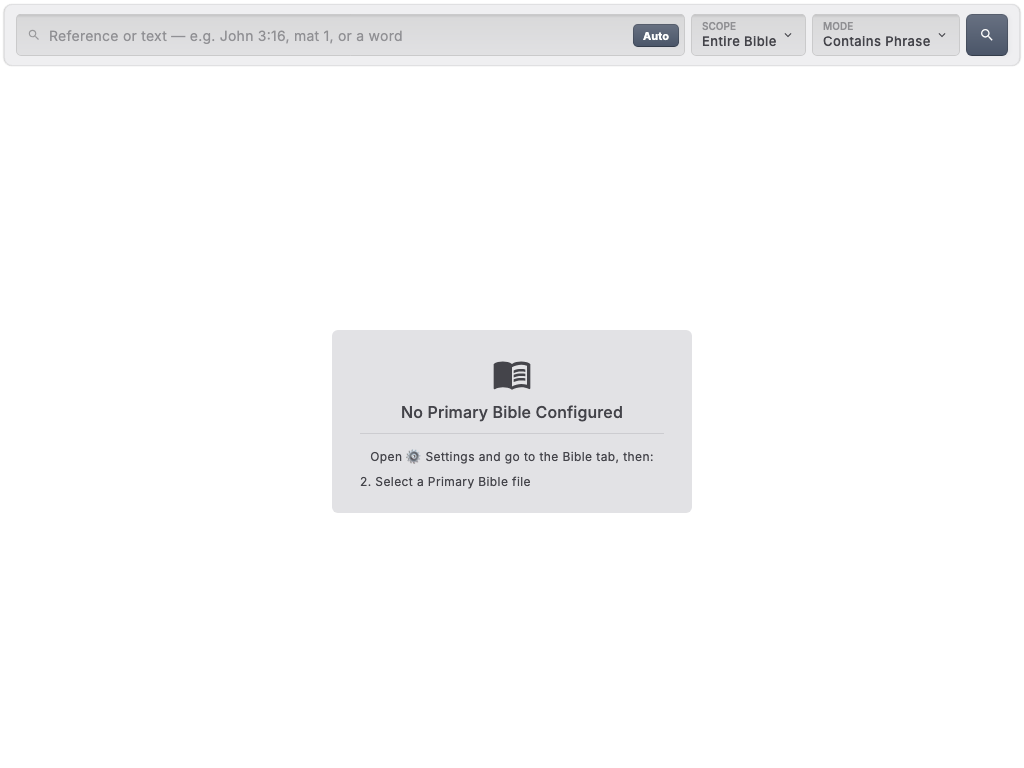 Reference or text — e.g. John 3:16, mat 1, or a word
Auto
SCOPE
Entire Bible
MODE
Contains Phrase
No Primary Bible Configured
Open ⚙️ Settings and go to the Bible tab, then:
2. Select a Primary Bible file